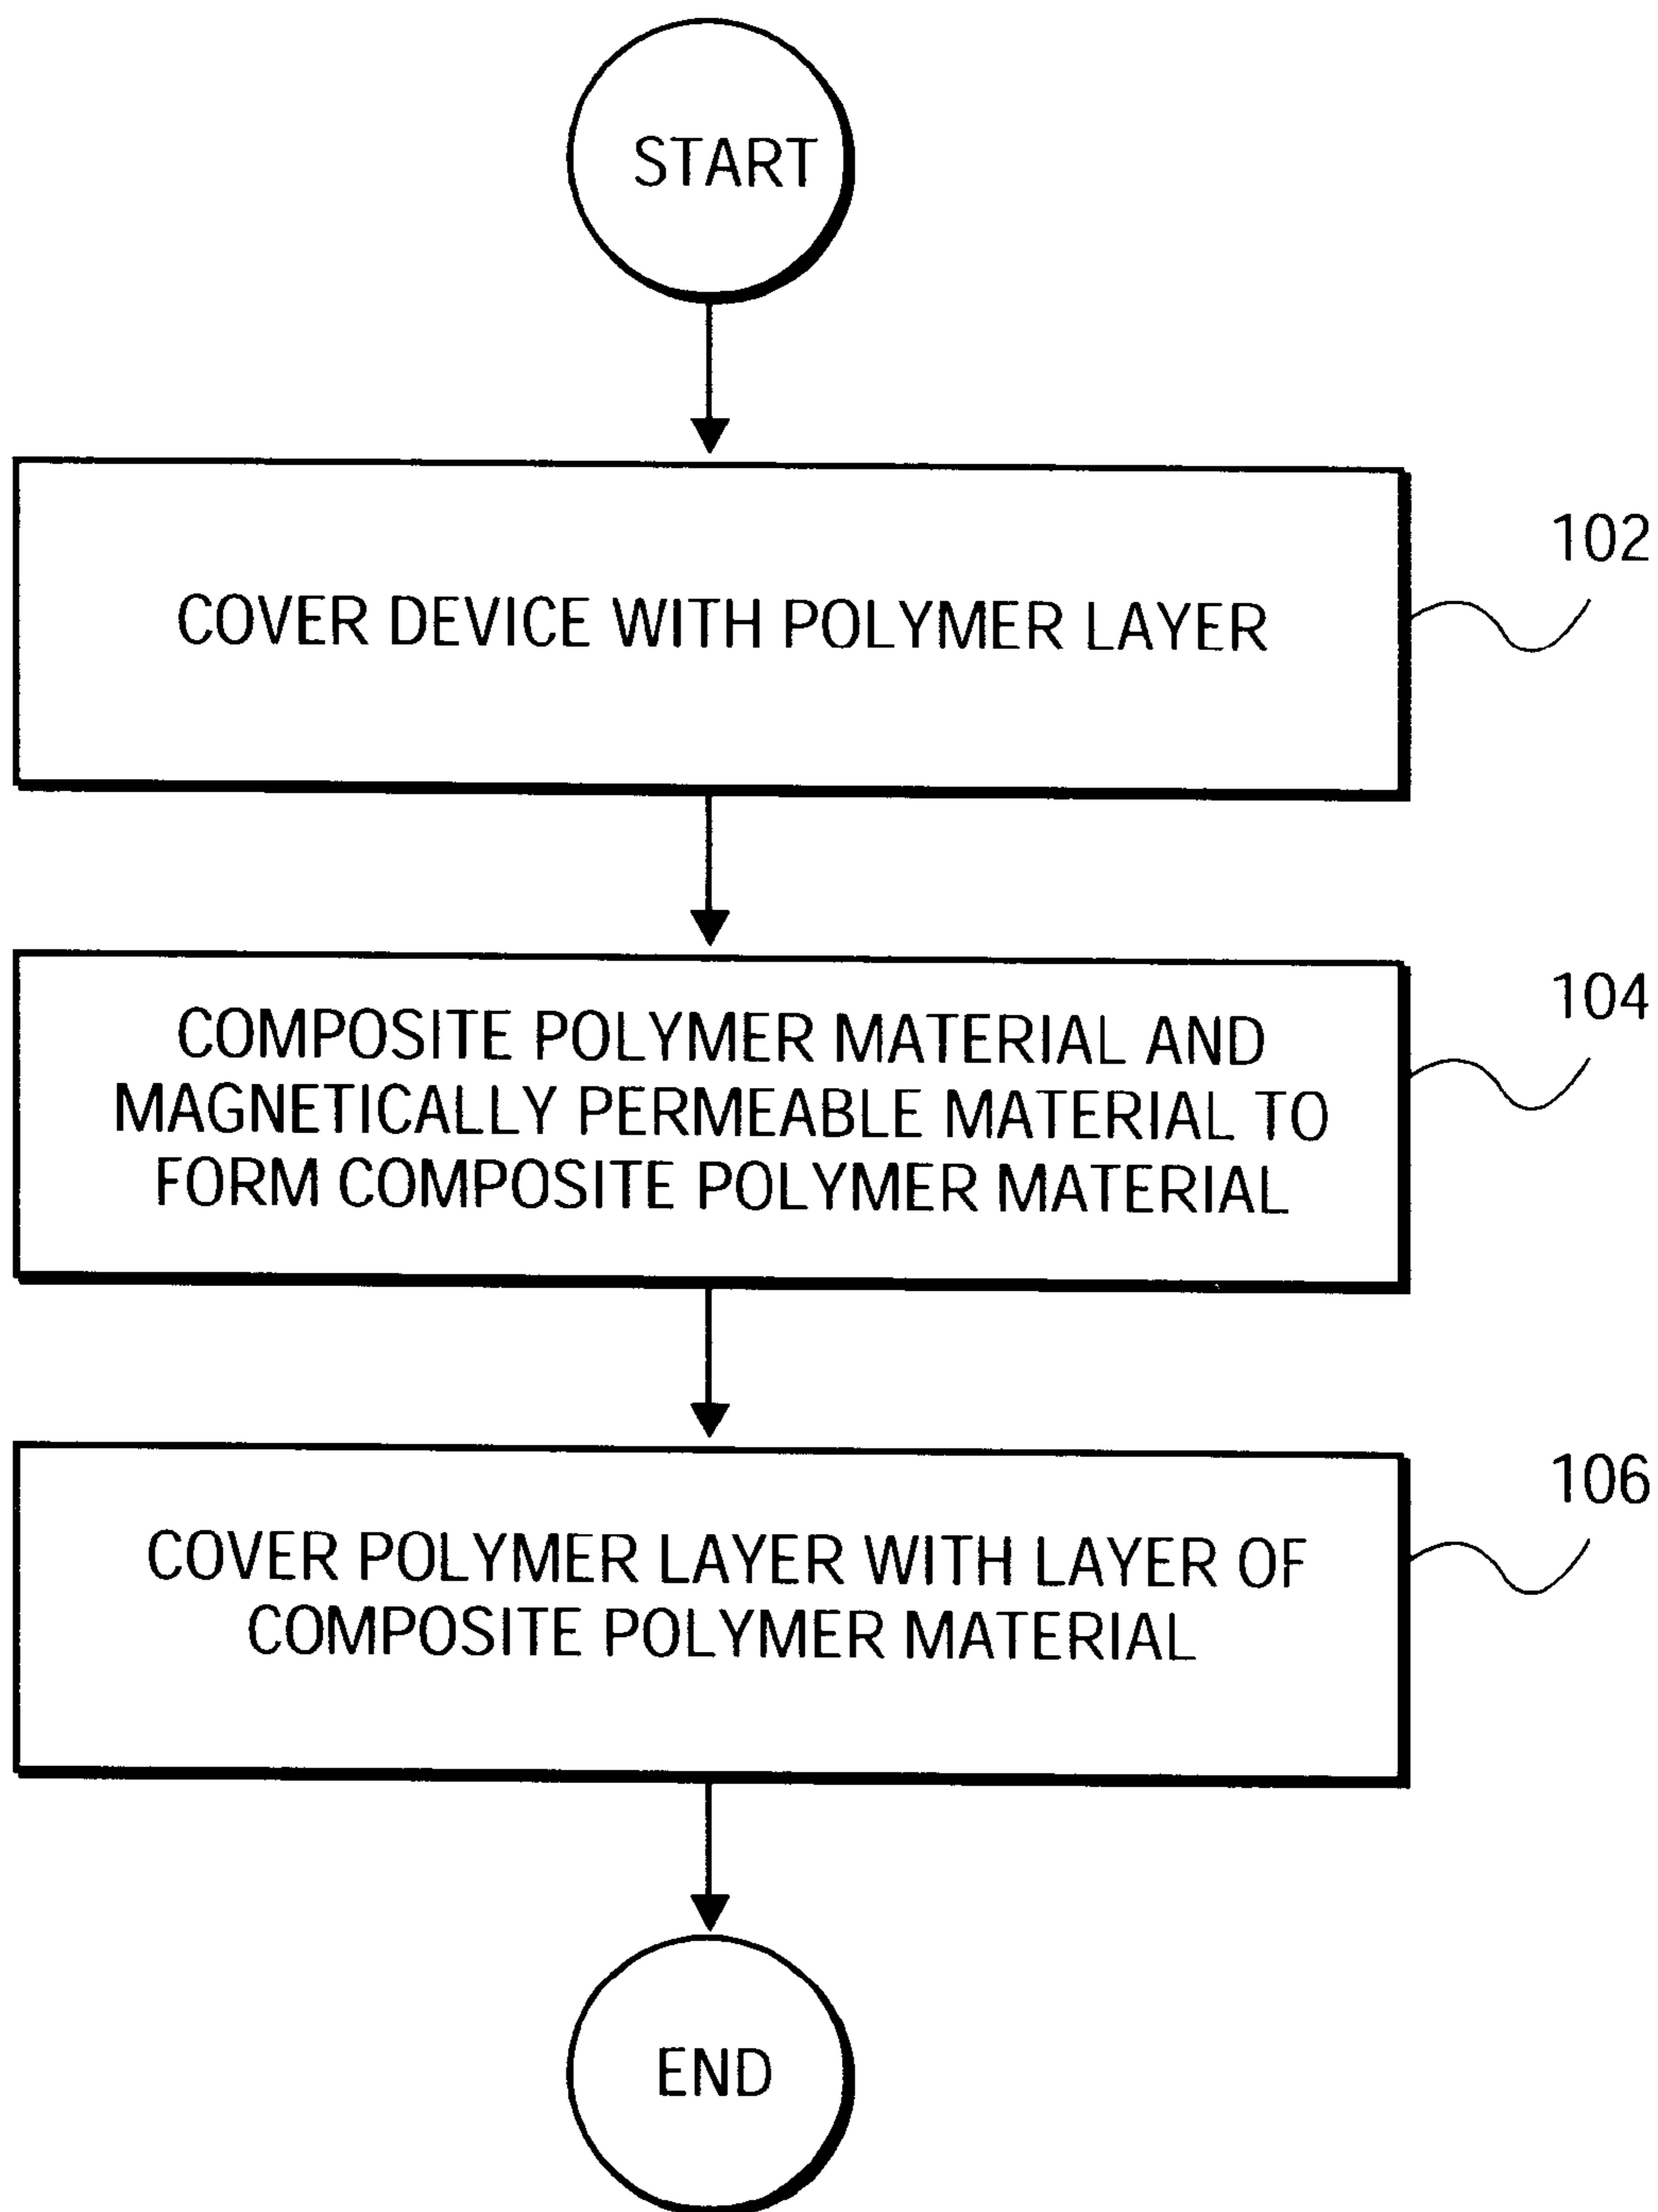 START
COVER DEVICE WITH POLYMER LAYER
102
COMPOSITE POLYMER MATERIAL AND
MAGNETICALLY PERMEABLE MATERIAL TO
FORM COMPOSITE POLYMER MATERIAL
104
COVER POLYMER LAYER WITH LAYER OF
COMPOSITE POLYMER MATERIAL
106
END